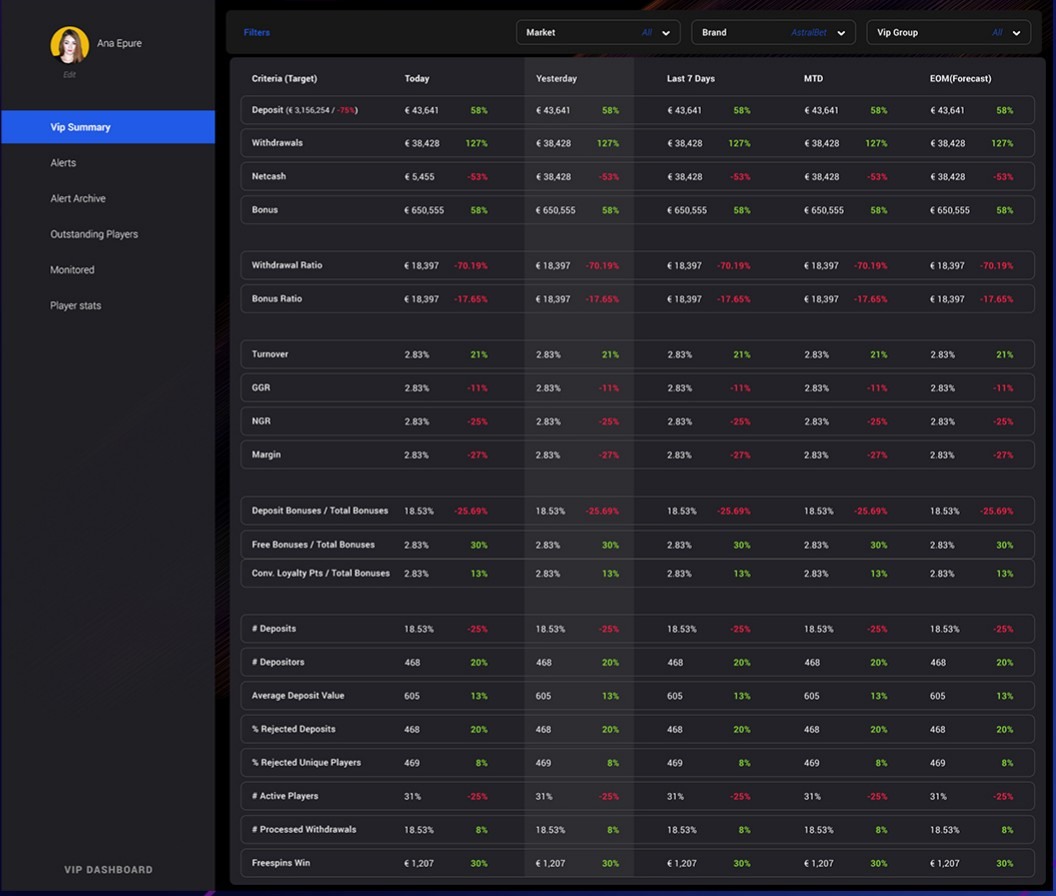 Ana Epure
Edit
Vip Summary
Alerts
Alert Archive
Outstanding Players
Monitored
Player stats
VIP DASHBOARD
Filters Market All Brand AstralBet Vip Group All
Criteria (Target) Today Yesterday Last 7 Days MTD EOM(Forecast)
Deposit (€ 3,156,254 / -75%) € 43,641 58% € 43,641 58% € 43,641 58% € 43,641 58% € 43,641 58%
Withdrawals € 38,428 127% € 38,428 127% € 38,428 127% € 38,428 127% € 38,428 127%
Netcash € 5,455 -53% € 38,428 -53% € 38,428 -53% € 38,428 -53% € 38,428 -53%
Bonus € 650,555 58% € 650,555 58% € 650,555 58% € 650,555 58% € 650,555 58%
Withdrawal Ratio € 18,397 -70.19% € 18,397 -70.19% € 18,397 -70.19% € 18,397 -70.19% € 18,397 -70.19%
Bonus Ratio € 18,397 -17.65% € 18,397 -17.65% € 18,397 -17.65% € 18,397 -17.65% € 18,397 -17.65%
Turnover 2.83% 21% 2.83% 21% 2.83% 21% 2.83% 21% 2.83% 21%
GGR 2.83% -11% 2.83% -11% 2.83% -11% 2.83% -11% 2.83% -11%
NGR 2.83% -25% 2.83% -25% 2.83% -25% 2.83% -25% 2.83% -25%
Margin 2.83% -27% 2.83% -27% 2.83% -27% 2.83% -27% 2.83% -27%
Deposit Bonuses / Total Bonuses 18.53% -25.69% 18.53% -25.69% 18.53% -25.69% 18.53% -25.69% 18.53% -25.69%
Free Bonuses / Total Bonuses 2.83% 30% 2.83% 30% 2.83% 30% 2.83% 30% 2.83% 30%
Conv. Loyalty Pts / Total Bonuses 2.83% 13% 2.83% 13% 2.83% 13% 2.83% 13% 2.83% 13%
# Deposits 18.53% -25% 18.53% -25% 18.53% -25% 18.53% -25% 18.53% -25%
# Depositors 468 20% 468 20% 468 20% 468 20% 468 20%
Average Deposit Value 605 13% 605 13% 605 13% 605 13% 605 13%
% Rejected Deposits 468 20% 468 20% 468 20% 468 20% 468 20%
% Rejected Unique Players 469 8% 469 8% 469 8% 469 8% 469 8%
# Active Players 31% -25% 31% -25% 31% -25% 31% -25% 31% -25%
# Processed Withdrawals 18.53% 8% 18.53% 8% 18.53% 8% 18.53% 8% 18.53% 8%
Freespins Win € 1,207 30% € 1,207 30% € 1,207 30% € 1,207 30% € 1,207 30%